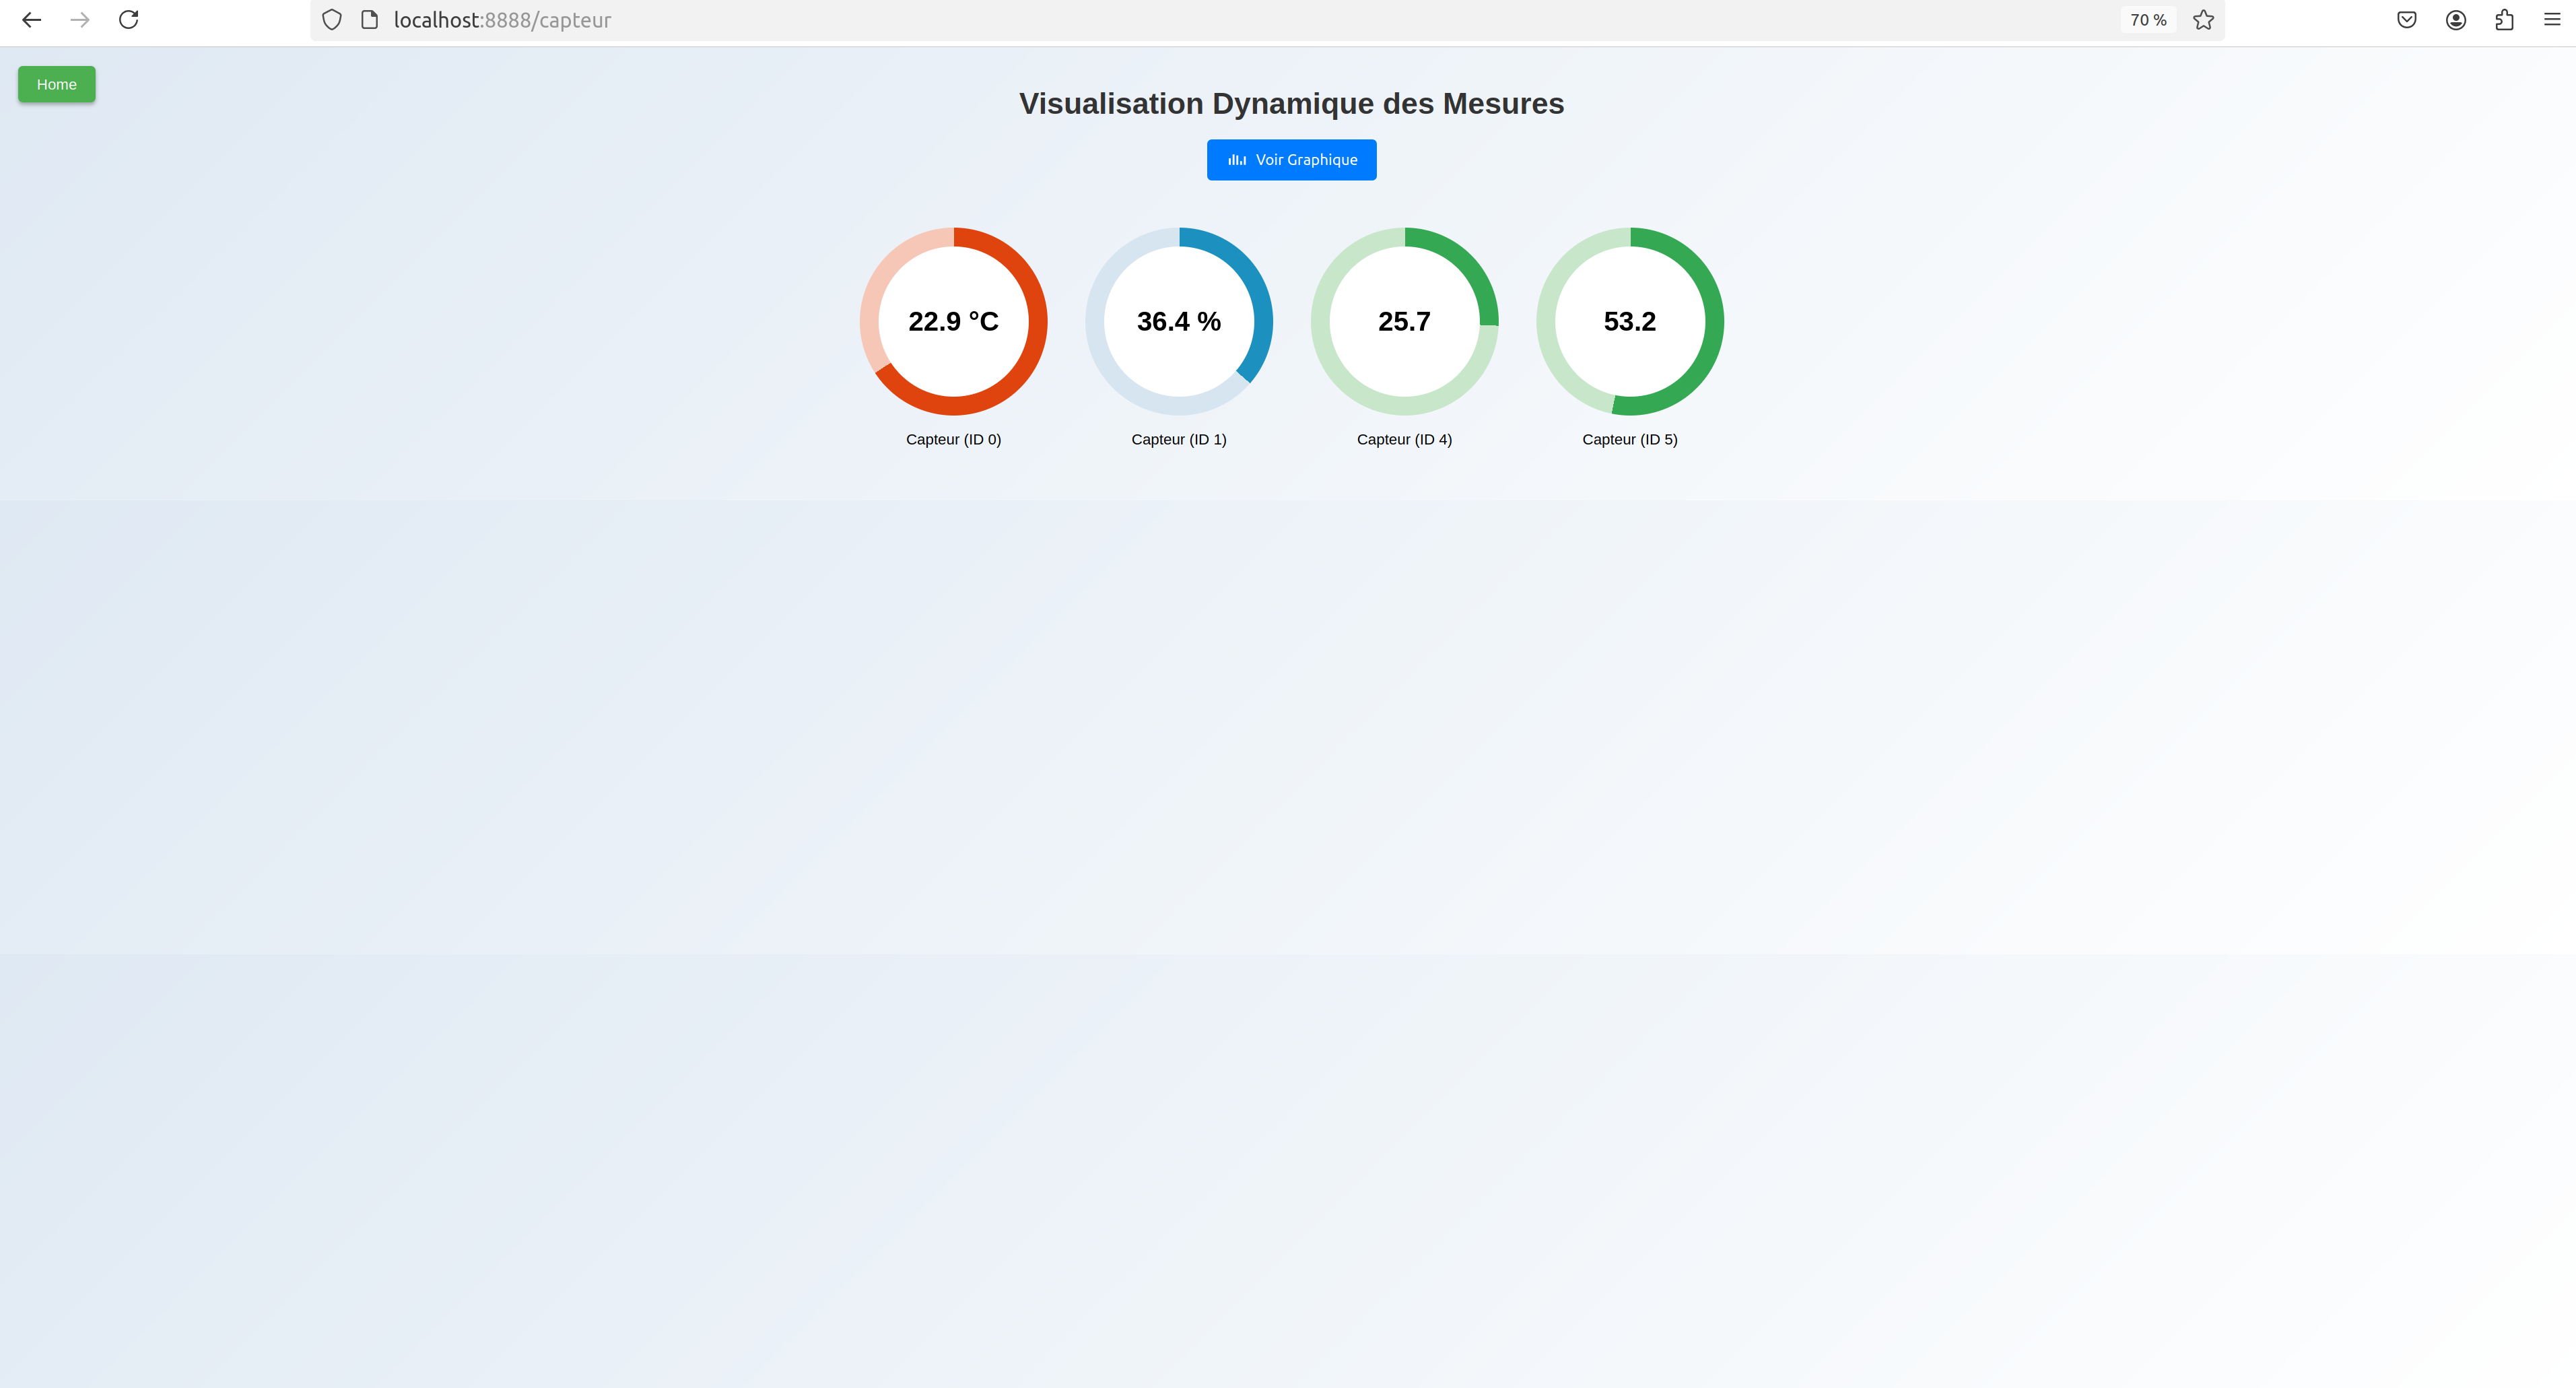 localhost:8888/capteur
70 %
Home
Visualisation Dynamique des Mesures
Voir Graphique
22.9 °C
36.4 %
25.7
53.2
Capteur (ID 0)
Capteur (ID 1)
Capteur (ID 4)
Capteur (ID 5)